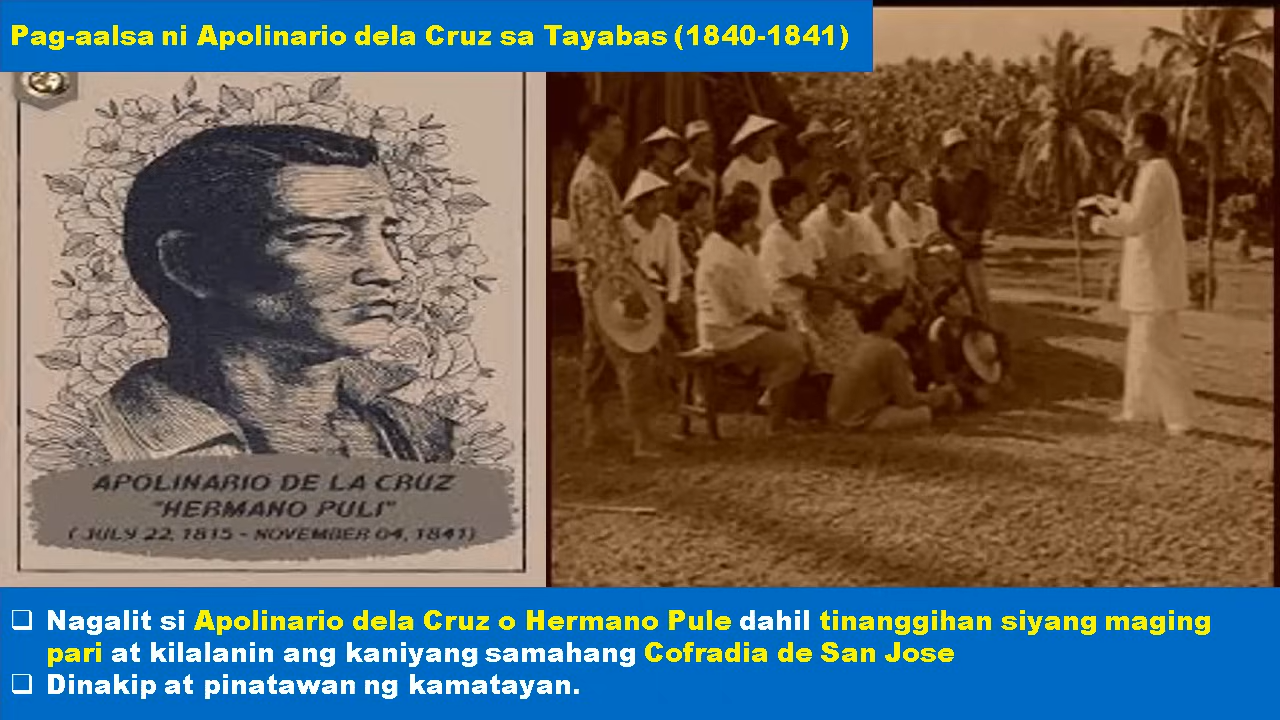 Pag-aalsa ni Apolinario dela Cruz sa Tayabas (1840-1841)
APOLINARIO DE LA CRUZ
"HERMANO PULI"
( JULY 22, 1815 - NOVEMBER 04, 1841)
❑ Nagalit si Apolinario dela Cruz o Hermano Pule dahil tinanggihan siyang maging
pari at kilalanin ang kaniyang samahang Cofradia de San Jose
❑ Dinakip at pinatawan ng kamatayan.